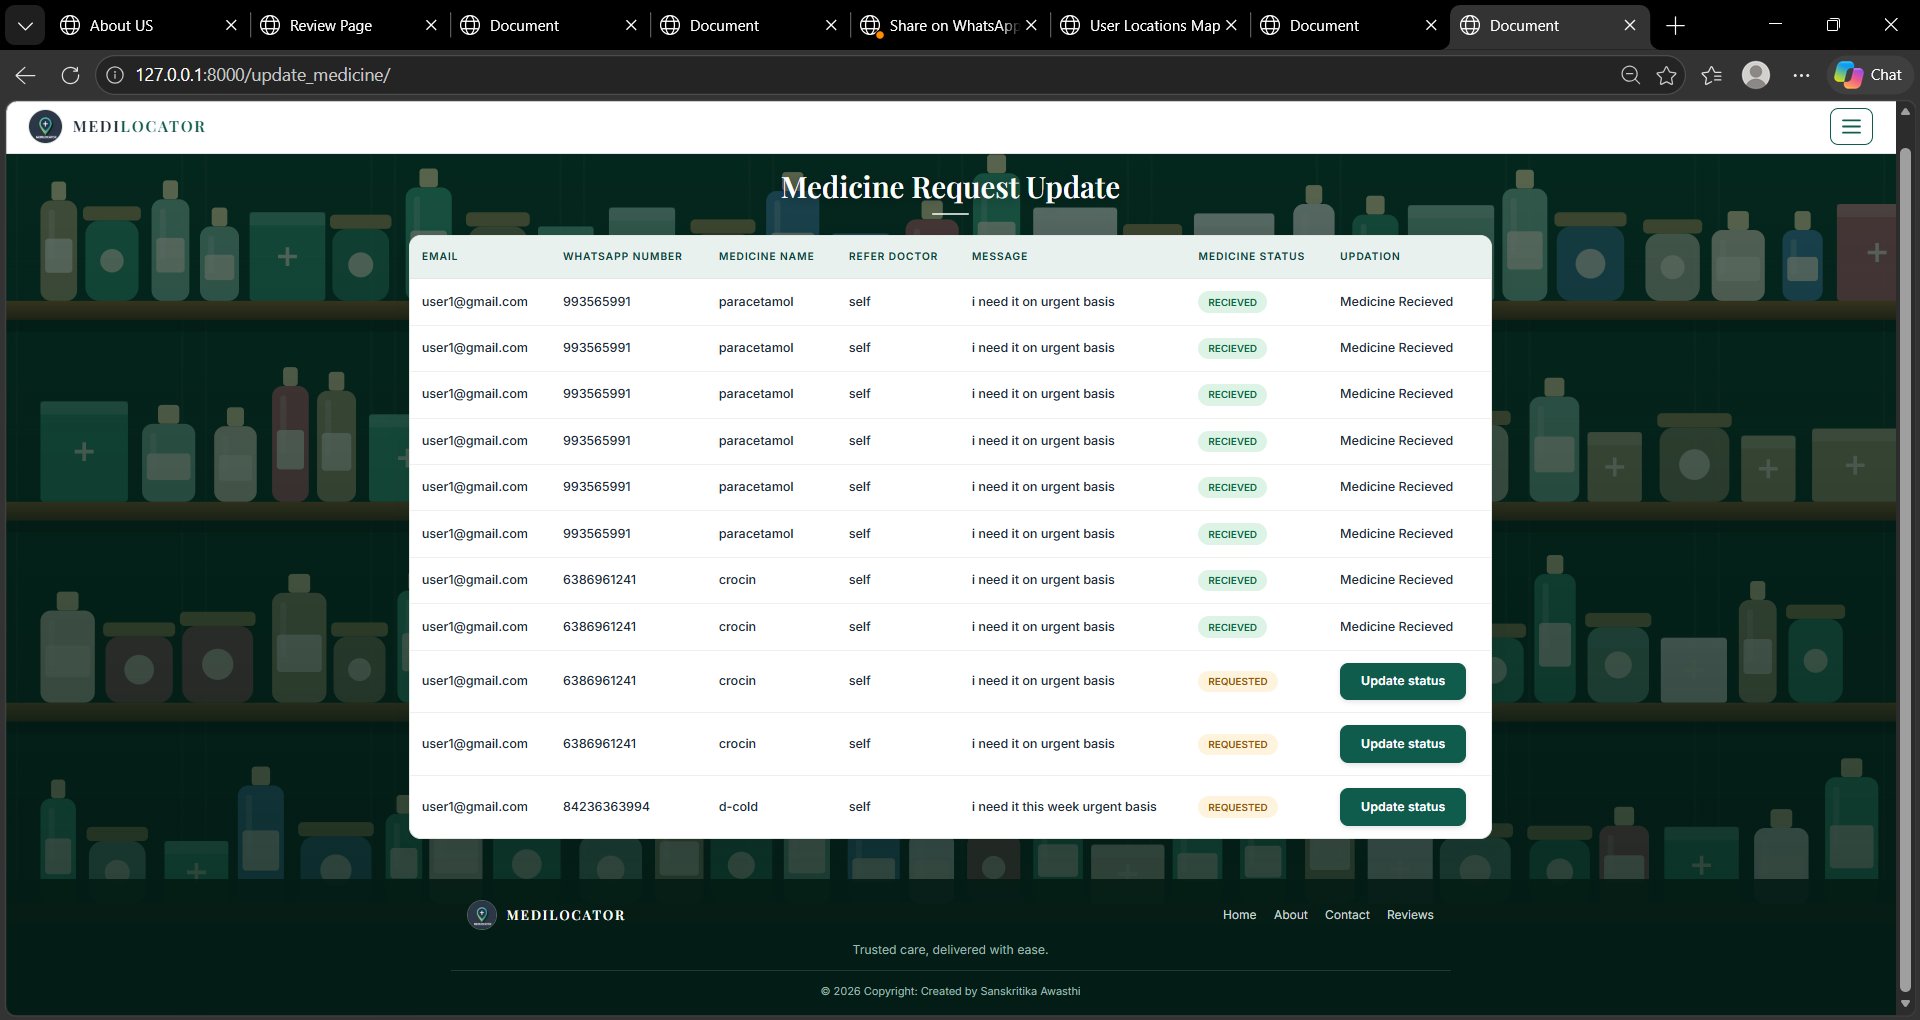 About US
Review Page
Document
Document
Share on WhatsApp
User Locations Map
Document
Document
127.0.0.1:8000/update_medicine/
Chat
MEDILOCATOR
Medicine Request Update
EMAIL WHATSAPP NUMBER MEDICINE NAME REFER DOCTOR MESSAGE MEDICINE STATUS UPDATION
user1@gmail.com 993565991 paracetamol self i need it on urgent basis RECIEVED Medicine Recieved
user1@gmail.com 993565991 paracetamol self i need it on urgent basis RECIEVED Medicine Recieved
user1@gmail.com 993565991 paracetamol self i need it on urgent basis RECIEVED Medicine Recieved
user1@gmail.com 993565991 paracetamol self i need it on urgent basis RECIEVED Medicine Recieved
user1@gmail.com 993565991 paracetamol self i need it on urgent basis RECIEVED Medicine Recieved
user1@gmail.com 993565991 paracetamol self i need it on urgent basis RECIEVED Medicine Recieved
user1@gmail.com 6386961241 crocin self i need it on urgent basis RECIEVED Medicine Recieved
user1@gmail.com 6386961241 crocin self i need it on urgent basis RECIEVED Medicine Recieved
user1@gmail.com 6386961241 crocin self i need it on urgent basis REQUESTED Update status
user1@gmail.com 6386961241 crocin self i need it on urgent basis REQUESTED Update status
user1@gmail.com 84236363994 d-cold self i need it this week urgent basis REQUESTED Update status
MEDILOCATOR
Home About Contact Reviews
Trusted care, delivered with ease.
© 2026 Copyright: Created by Sanskritika Awasthi